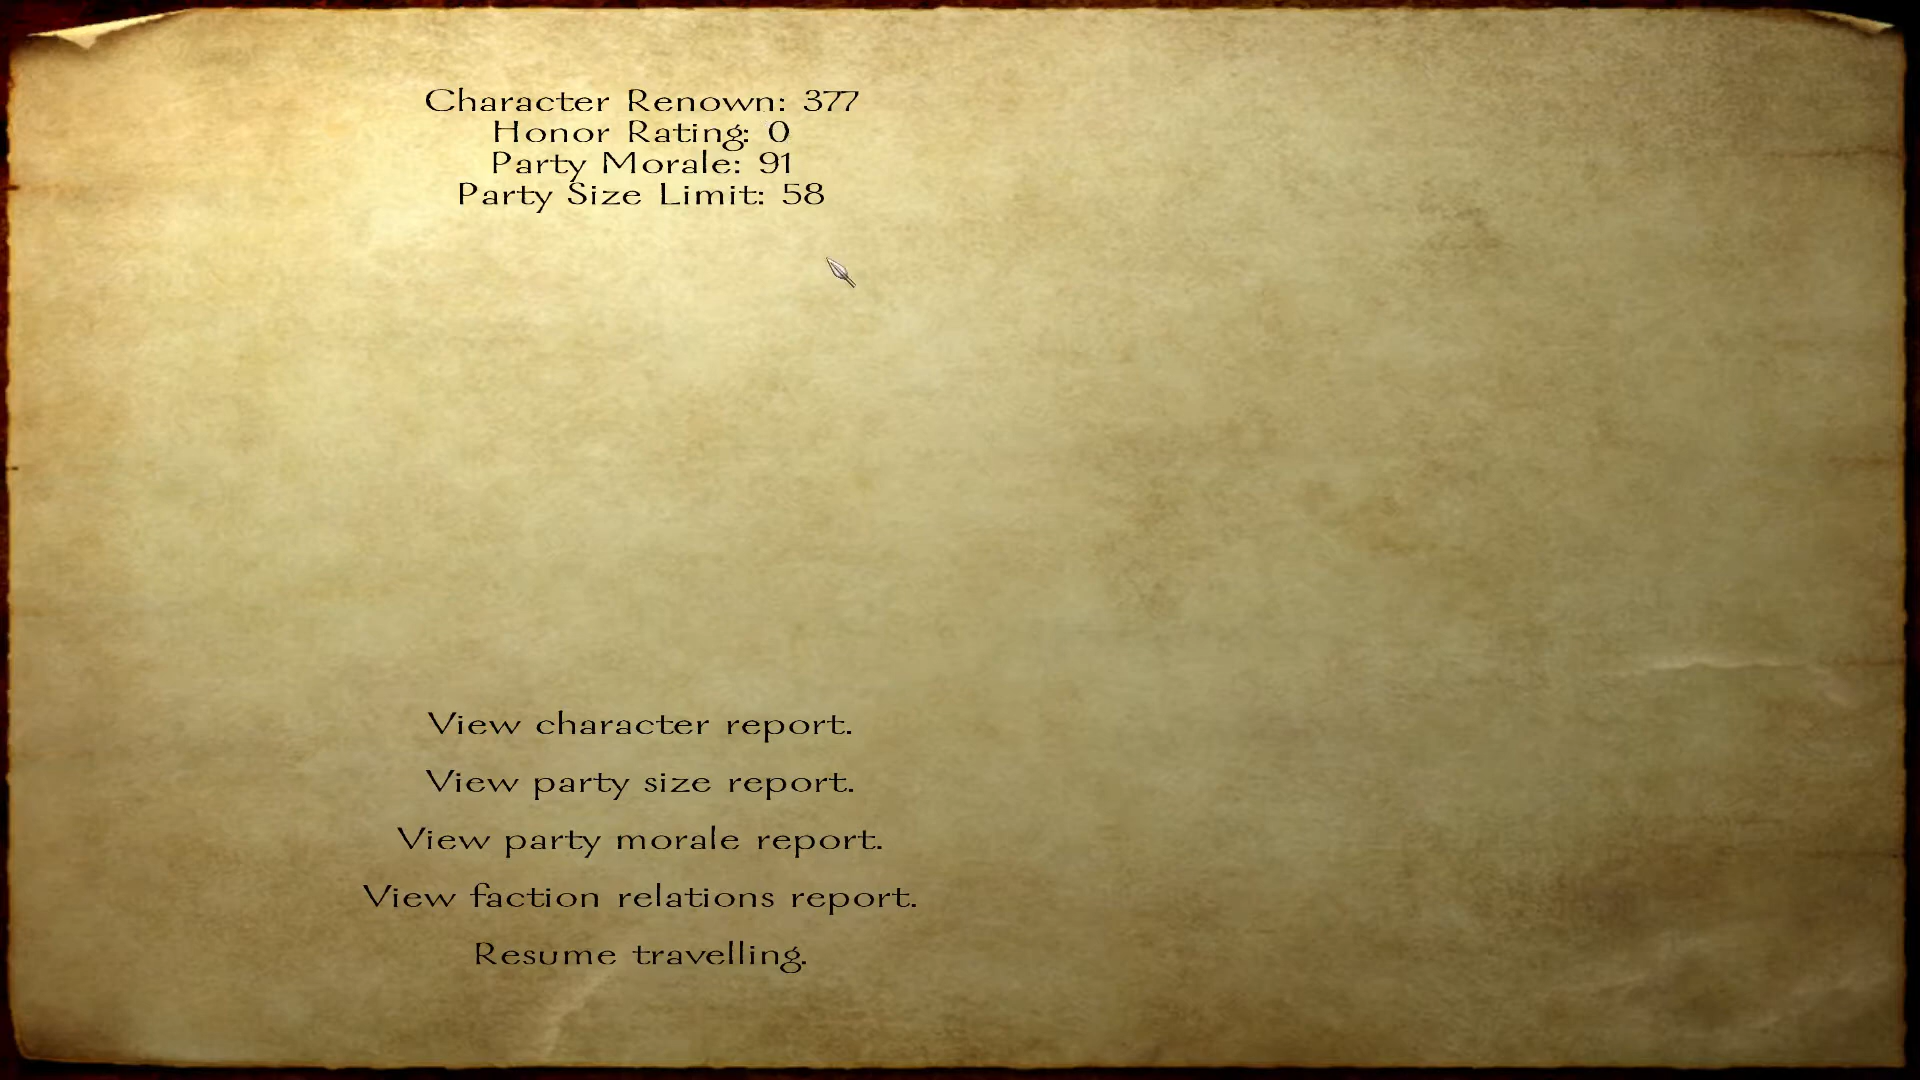 Character Renown: 377
Honor Rating: 0
Party Morale: 91
Party Size Limit: 58
View character report.
View party size report.
View party morale report.
View faction relations report.
Resume travelling.